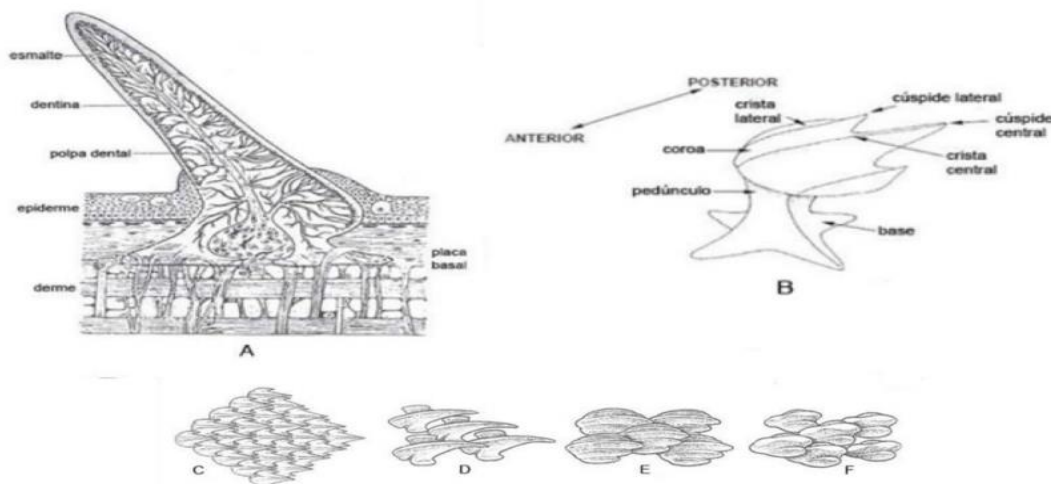 esmalte
dentina
polpa dental
epiderme
placa
basal
derme
A
POSTERIOR
ANTERIOR
crista
lateral
cúspide lateral
cúspide
central
coroa
crista
central
pedúnculo
base
B
C
D
E
F